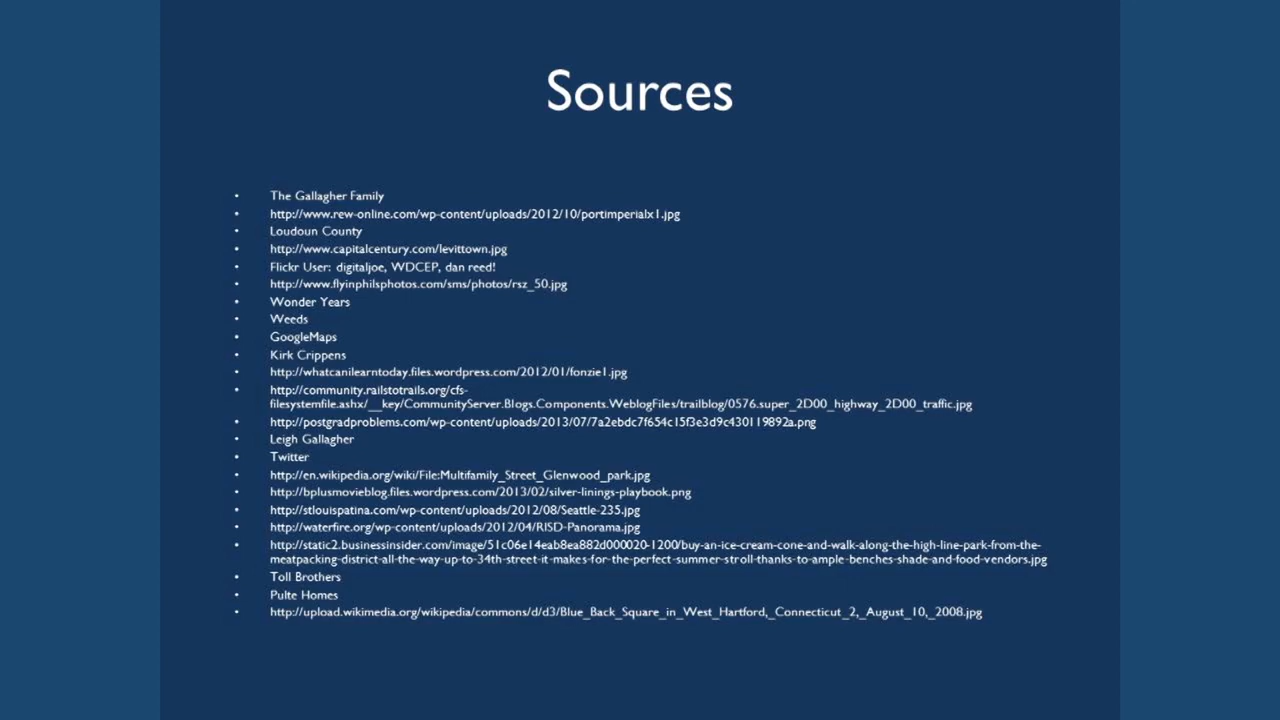 Sources
• The Gallagher Family
• http://www.rew-online.com/wp-content/uploads/2012/10/portimperialx1.jpg
• Loudoun County
• http://www.capitalcentury.com/levittown.jpg
• Flickr User: digitaljoe, WDCEP, dan reed!
• http://www.flyinphilsphotos.com/sms/photos/rsz_50.jpg
• Wonder Years
• Weeds
• GoogleMaps
• Kirk Crippens
• http://whatcanilearntoday.files.wordpress.com/2012/01/fonzie1.jpg
• http://community.railstotrails.org/cfs-
filesystemfile.ashx/__key/CommunityServer.Blogs.Components.WeblogFiles/trailblog/0576.super_2D00_highway_2D00_traffic.jpg
• http://postgradproblems.com/wp-content/uploads/2013/07/7a2ebdc7f654c15f3e3d9c430119892a.png
• Leigh Gallagher
• Twitter
• http://en.wikipedia.org/wiki/File:Multifamily_Street_Glenwood_park.jpg
• http://bplusmovieblog.files.wordpress.com/2013/02/silver-linings-playbook.png
• http://stlouispatina.com/wp-content/uploads/2012/08/Seattle-235.jpg
• http://waterfire.org/wp-content/uploads/2012/04/RISD-Panorama.jpg
• http://static2.businessinsider.com/image/51c06e14eab8ea882d000020-1200/buy-an-ice-cream-cone-and-walk-along-the-high-line-park-from-the-
meatpacking-district-all-the-way-up-to-34th-street-it-makes-for-the-perfect-summer-stroll-thanks-to-ample-benches-shade-and-food-vendors.jpg
• Toll Brothers
• Pulte Homes
• http://upload.wikimedia.org/wikipedia/commons/d/d3/Blue_Back_Square_in_West_Hartford,_Connecticut_2,_August_10,_2008.jpg